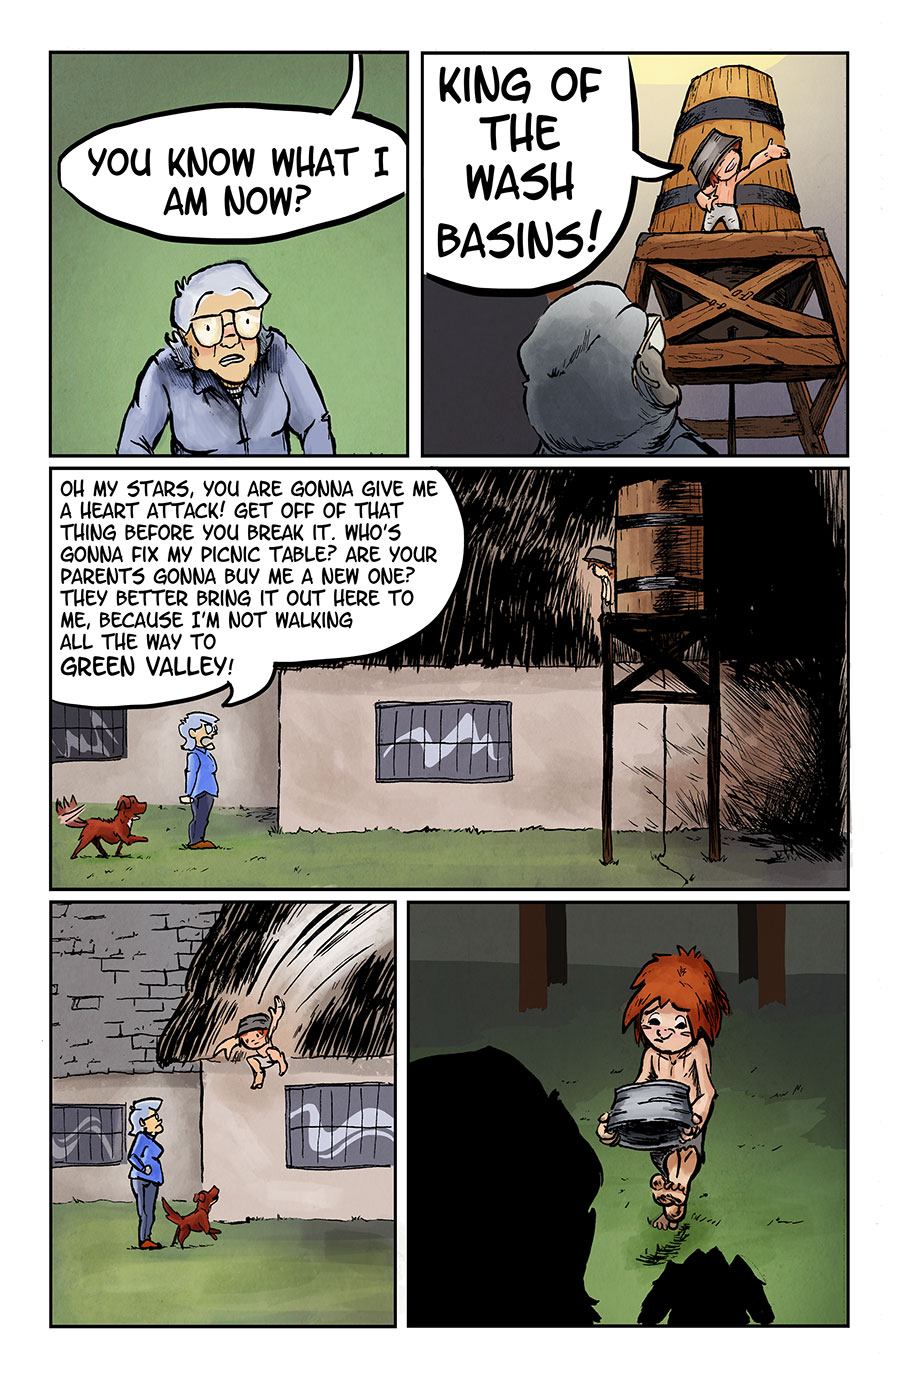 YOU KNOW WHAT I
AM NOW?
KING OF
THE
WASH
BASINS!
OH MY STARS, YOU ARE GONNA GIVE ME
A HEART ATTACK! GET OFF OF THAT
THING BEFORE YOU BREAK IT. WHO'S
GONNA FIX MY PICNIC TABLE? ARE YOUR
PARENTS GONNA BUY ME A NEW ONE?
THEY BETTER BRING IT OUT HERE TO
ME, BECAUSE I'M NOT WALKING
ALL THE WAY TO
GREEN VALLEY!